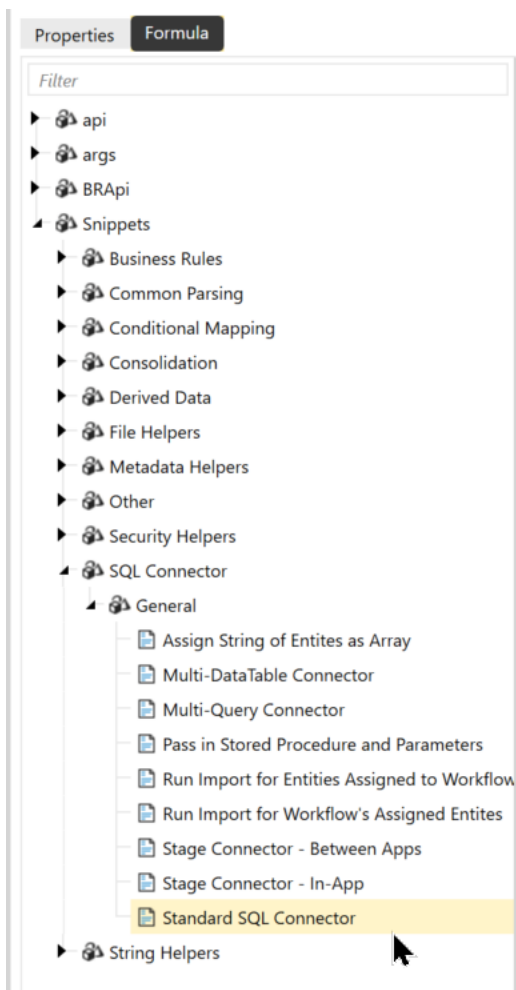 Properties Formula
Filter
api
args
BRApi
Snippets
Business Rules
Common Parsing
Conditional Mapping
Consolidation
Derived Data
File Helpers
Metadata Helpers
Other
Security Helpers
SQL Connector
General
Assign String of Entites as Array
Multi-DataTable Connector
Multi-Query Connector
Pass in Stored Procedure and Parameters
Run Import for Entities Assigned to Workflow
Run Import for Workflow's Assigned Entites
Stage Connector - Between Apps
Stage Connector - In-App
Standard SQL Connector
String Helpers